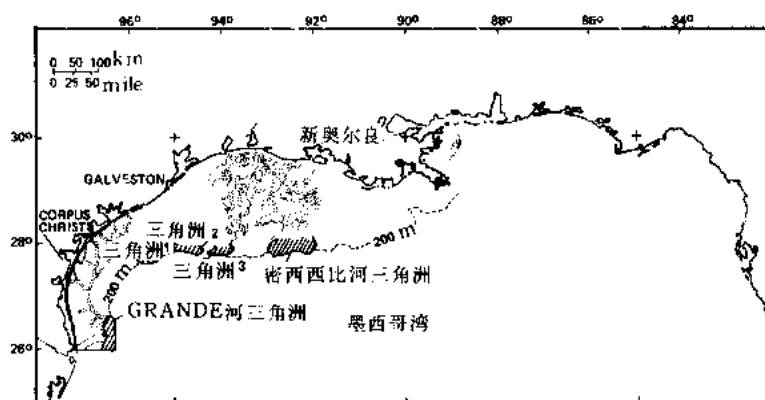 96° 94° 92° 90° 86° 84°
0 50 100 km
0 25 50 mile
30°
新奥尔良
GALVESTON
CORPUS
CHRISTI
三角洲 2
28°
三角洲 1
200 m
三角洲 3
密西西比河三角洲
200 m
GRANDE河三角洲
墨西哥湾
26°